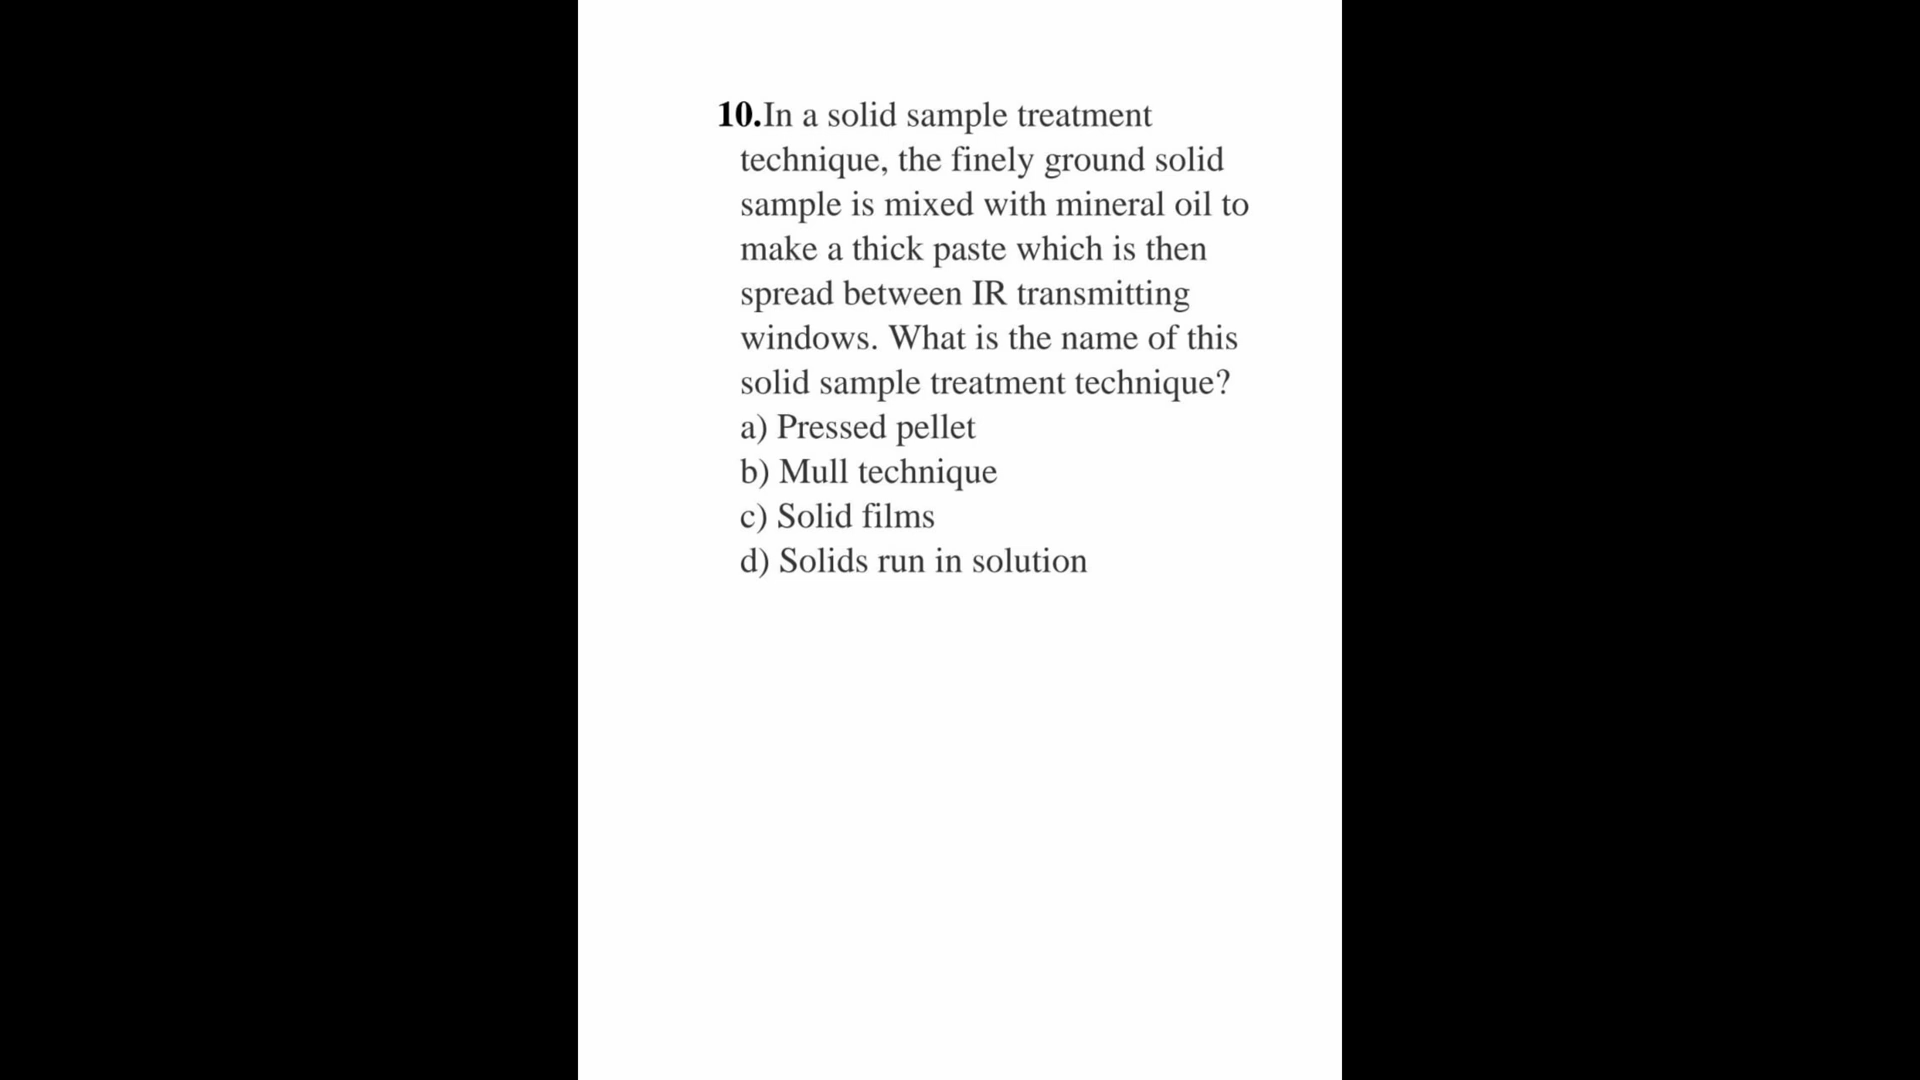 10.In a solid sample treatment
technique, the finely ground solid
sample is mixed with mineral oil to
make a thick paste which is then
spread between IR transmitting
windows. What is the name of this
solid sample treatment technique?
a) Pressed pellet
b) Mull technique
c) Solid films
d) Solids run in solution